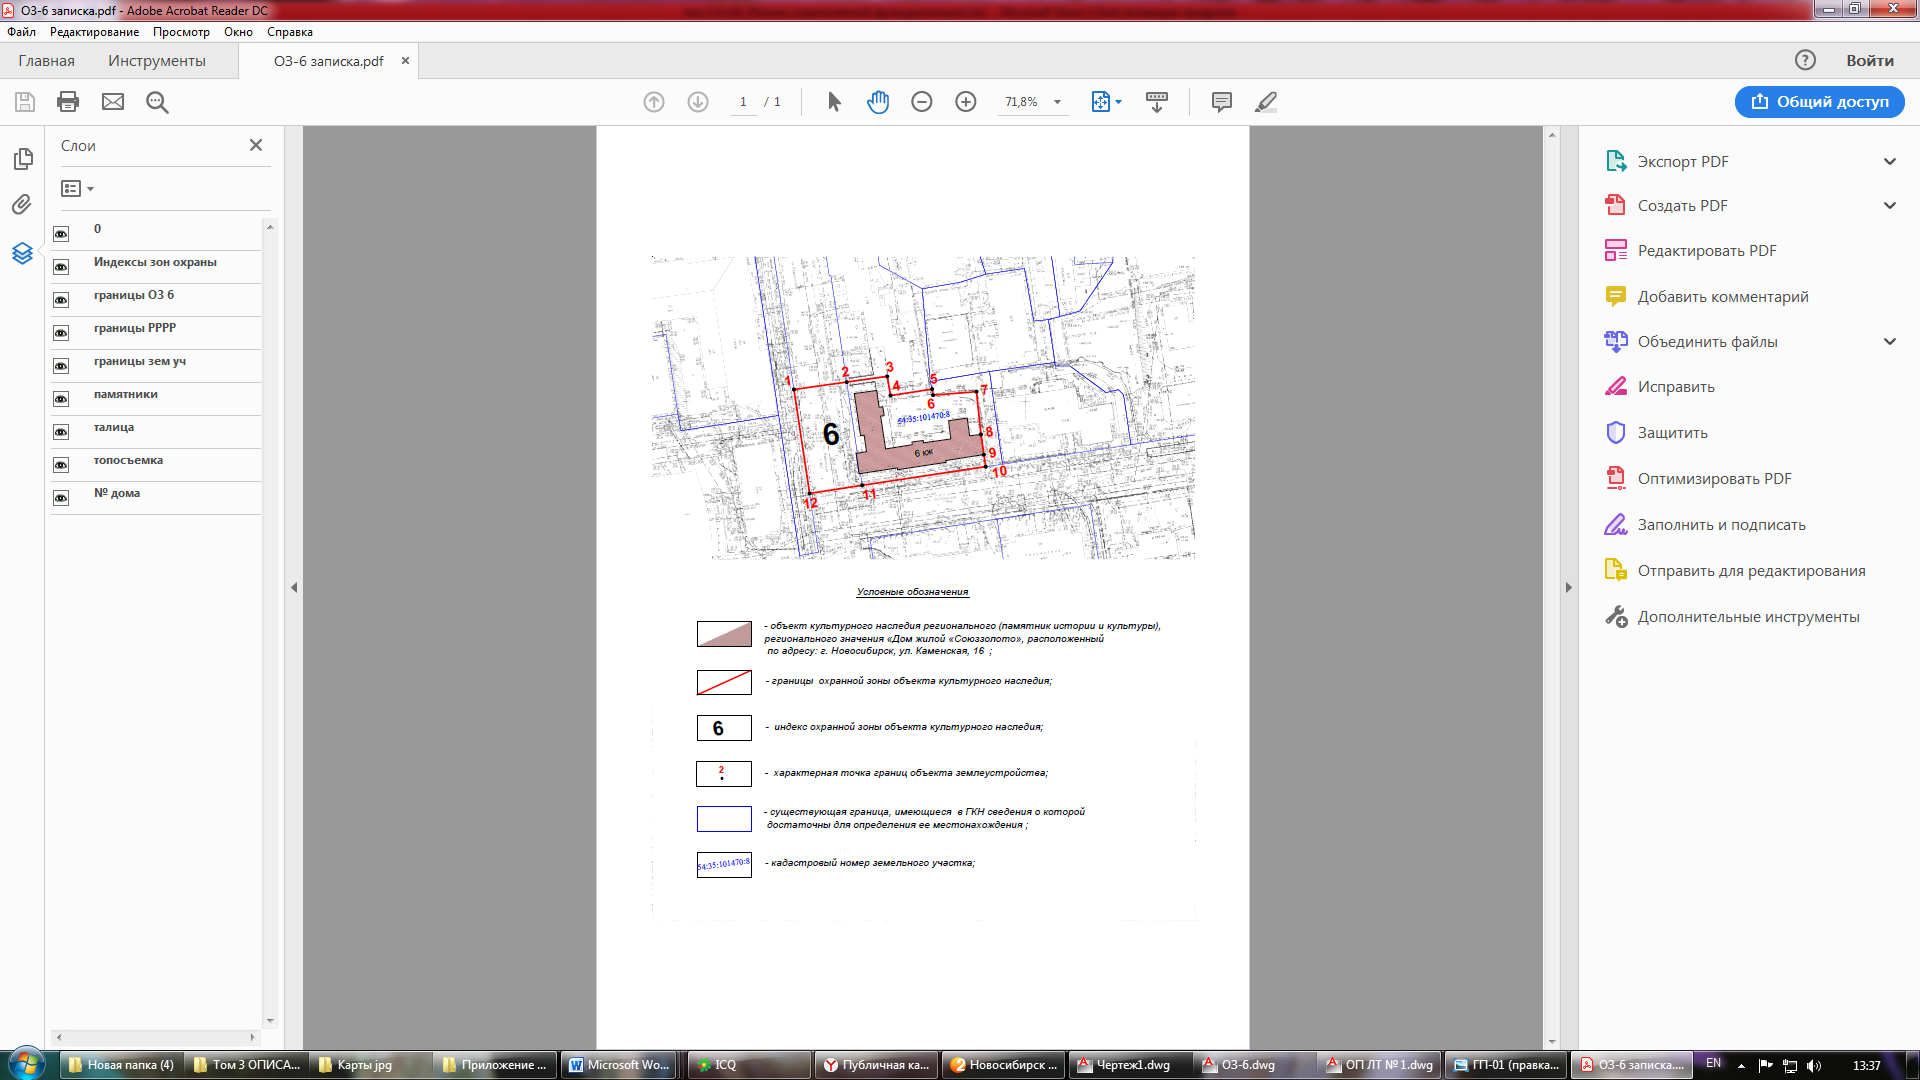 ОЗ-6 записка.pdf - Adobe Acrobat Reader DC
Файл Редактирование Просмотр Окно Справка
Главная Инструменты ОЗ-6 записка.pdf Войти
1 / 1 71,8% Общий доступ
Слои
0
Индексы зон охраны
границы ОЗ 6
границы РРРР
границы зем уч
памятники
талица
топосъемка
№ дома
1
2
3
4
5
6
7
8
9
10
11
12
6
54:35:101470:8
6 кж
Условные обозначения
- объект культурного наследия регионального (памятник истории и культуры),
регионального значения «Дом жилой «Союззолото», расположенный
по адресу: г. Новосибирск, ул. Каменская, 16 ;
- границы охранной зоны объекта культурного наследия;
6
- индекс охранной зоны объекта культурного наследия;
2
- характерная точка границ объекта землеустройства;
- существующая граница, имеющиеся в ГКН сведения о которой
достаточны для определения ее местонахождения ;
54:35:101470:8
- кадастровый номер земельного участка;
Экспорт PDF
Создать PDF
Редактировать PDF
Добавить комментарий
Объединить файлы
Исправить
Защитить
Оптимизировать PDF
Заполнить и подписать
Отправить для редактирования
Дополнительные инструменты
Новая папка (4) Том 3 ОПИСА... Карты jpg Приложение ... Microsoft Wo... ICQ Публичная ка... Новосибирск ... Чертеж1.dwg ОЗ-6.dwg ОП ЛТ №1.dwg ГП-01 (правка... ОЗ-6 записка.... EN 13:37